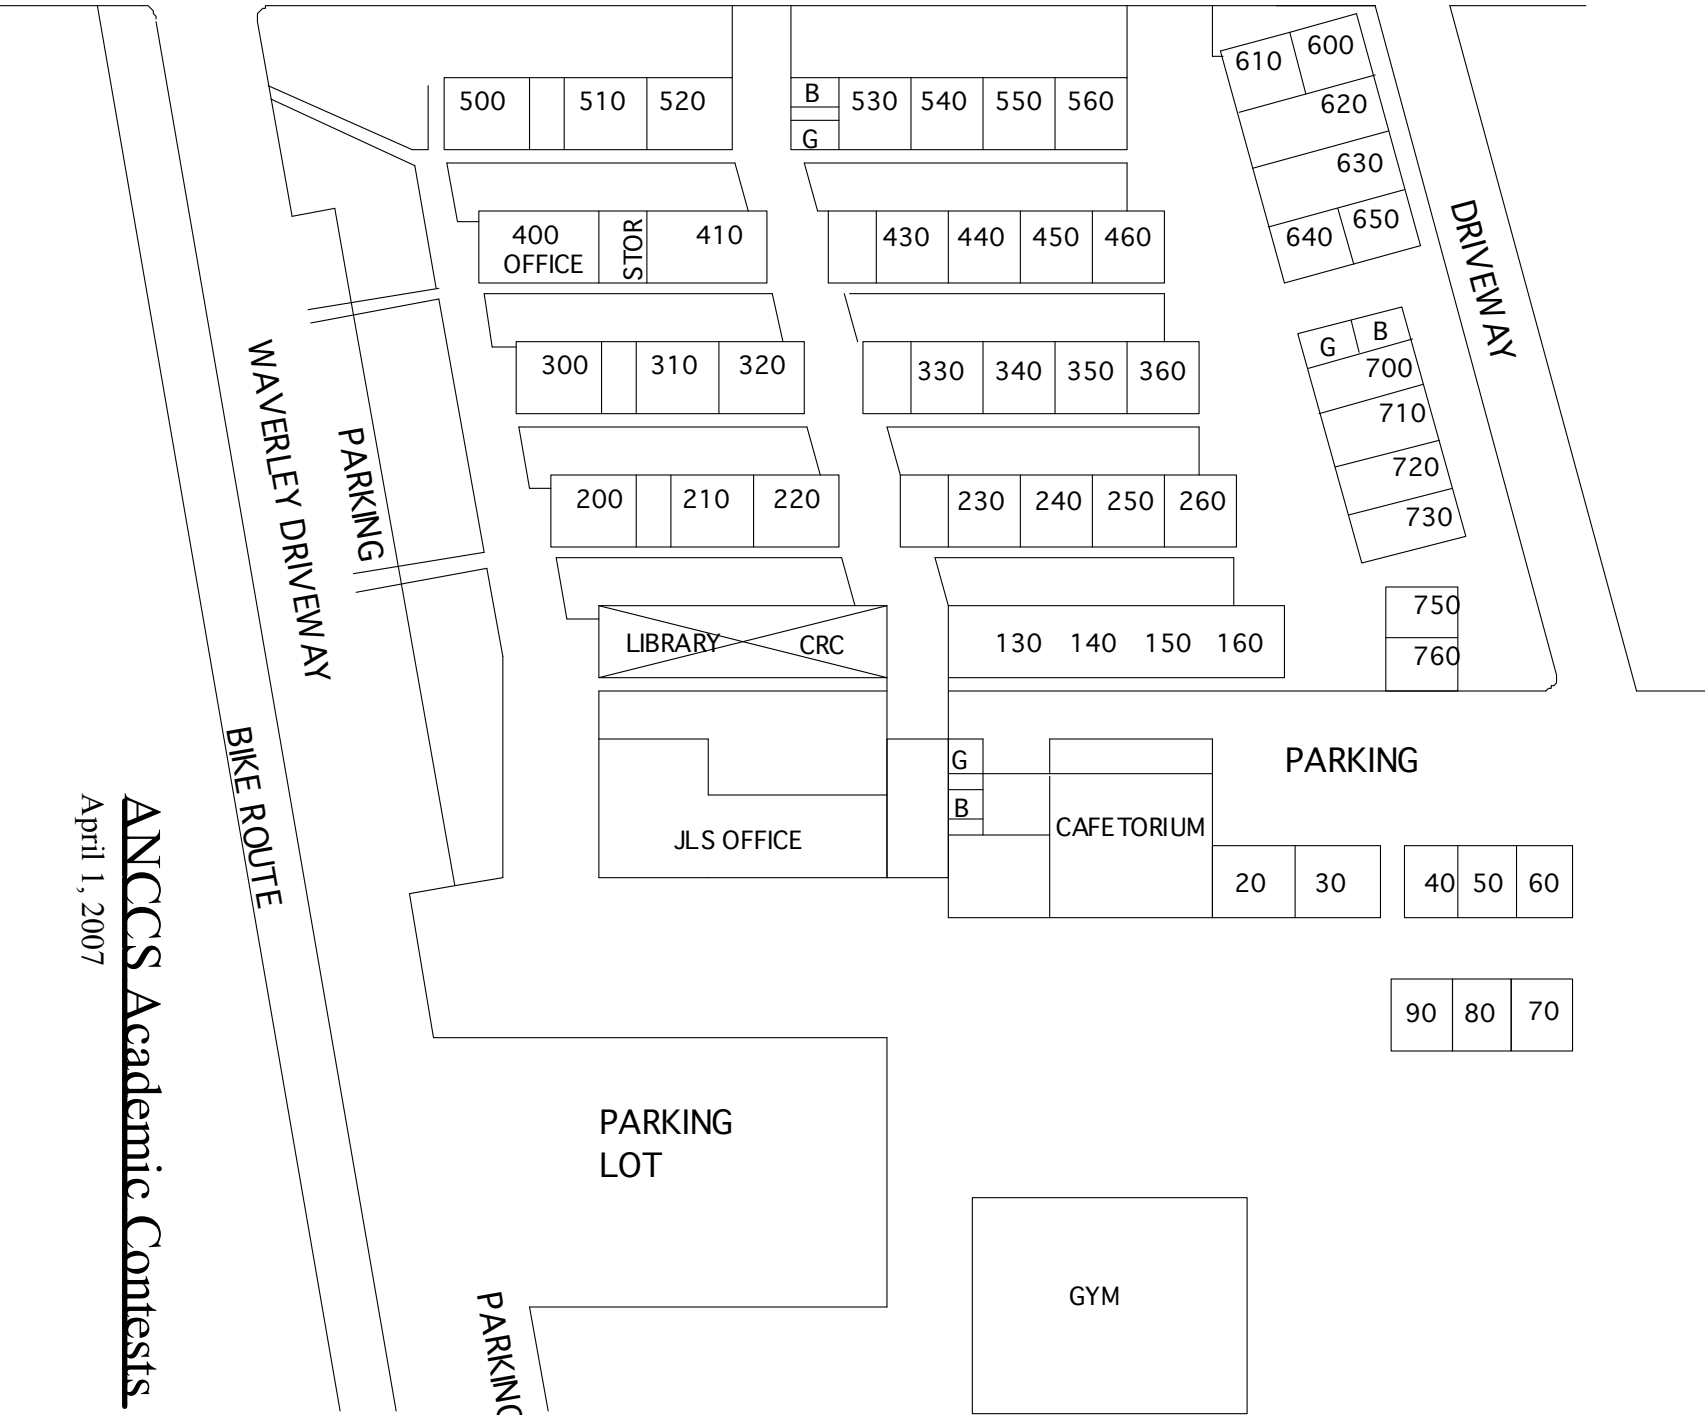 610 600
620
630
640 650
B
G
500 510 520
530 540 550 560
400
OFFICE
STOR
410
430 440 450 460
DRIVEWAY
G B
700
710
720
730
300 310 320
330 340 350 360
WAVERLEY DRIVEWAY
PARKING
200 210 220
230 240 250 260
LIBRARY CRC
130 140 150 160
750
760
BIKE ROUTE
G
B
JLS OFFICE
CAFETORIUM
PARKING
20 30
40 50 60
90 80 70
PARKING
LOT
GYM
PARKING
ANCCS Academic Contests
April 1, 2007